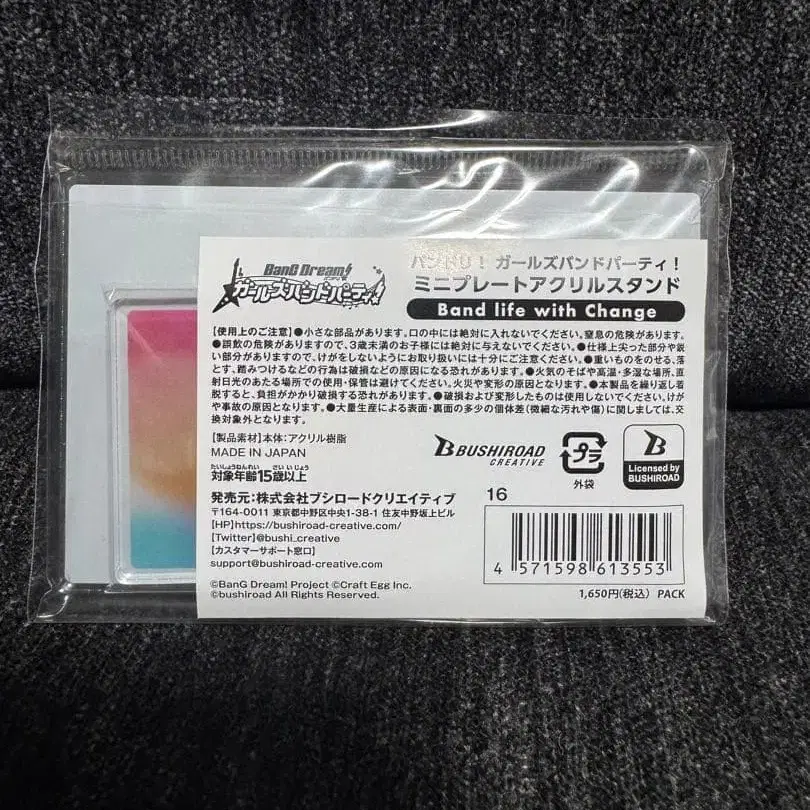 BanG Dream!
バンドリ!
ガールズバンドパーティ!
バンドリ! ガールズバンドパーティ!
ミニプレートアクリルスタンド
Band life with Change
【使用上のご注意】●小さな部品があります。口の中には絶対に入れないでください。窒息の危険があります。
●誤飲の危険がありますので、3歳未満のお子様には絶対に与えないでください。●仕様上尖った部分や鋭
い部分がありますので、けがをしないようにお取り扱いには十分にご注意ください。●重いものをのせる、落
とす、踏みつけるなどの行為は破損などの原因になる恐れがあります。●火気のそばや高温・多湿な場所、直
射日光のあたる場所での使用・保管は避けてください。火災や変形の原因となります。●本製品を繰り返し着
脱すると、負担がかかり破損する恐れがあります。●破損および変形したものは使用しないでください。けが
や事故の原因となります。●大量生産による表面・裏面の多少の個体差(微細な汚れや傷)に関しましては、交
換対象外となります。
【製品素材】本体:アクリル樹脂
MADE IN JAPAN
たいしょうねんれい さい いじょう
対象年齢15歳以上
BUSHIROAD
CREATIVE
プラ
外袋
B
Licensed by
BUSHIROAD
発売元:株式会社ブシロードクリエイティブ
〒164-0011 東京都中野区中央1-38-1 住友中野坂上ビル
【HP】https://bushiroad-creative.com/
【Twitter】@bushi_creative
【カスタマーサポート窓口】
support@bushiroad-creative.com
©BanG Dream! Project ©Craft Egg Inc.
©bushiroad All Rights Reserved.
16
4 571598 613553
1,650円(税込) PACK